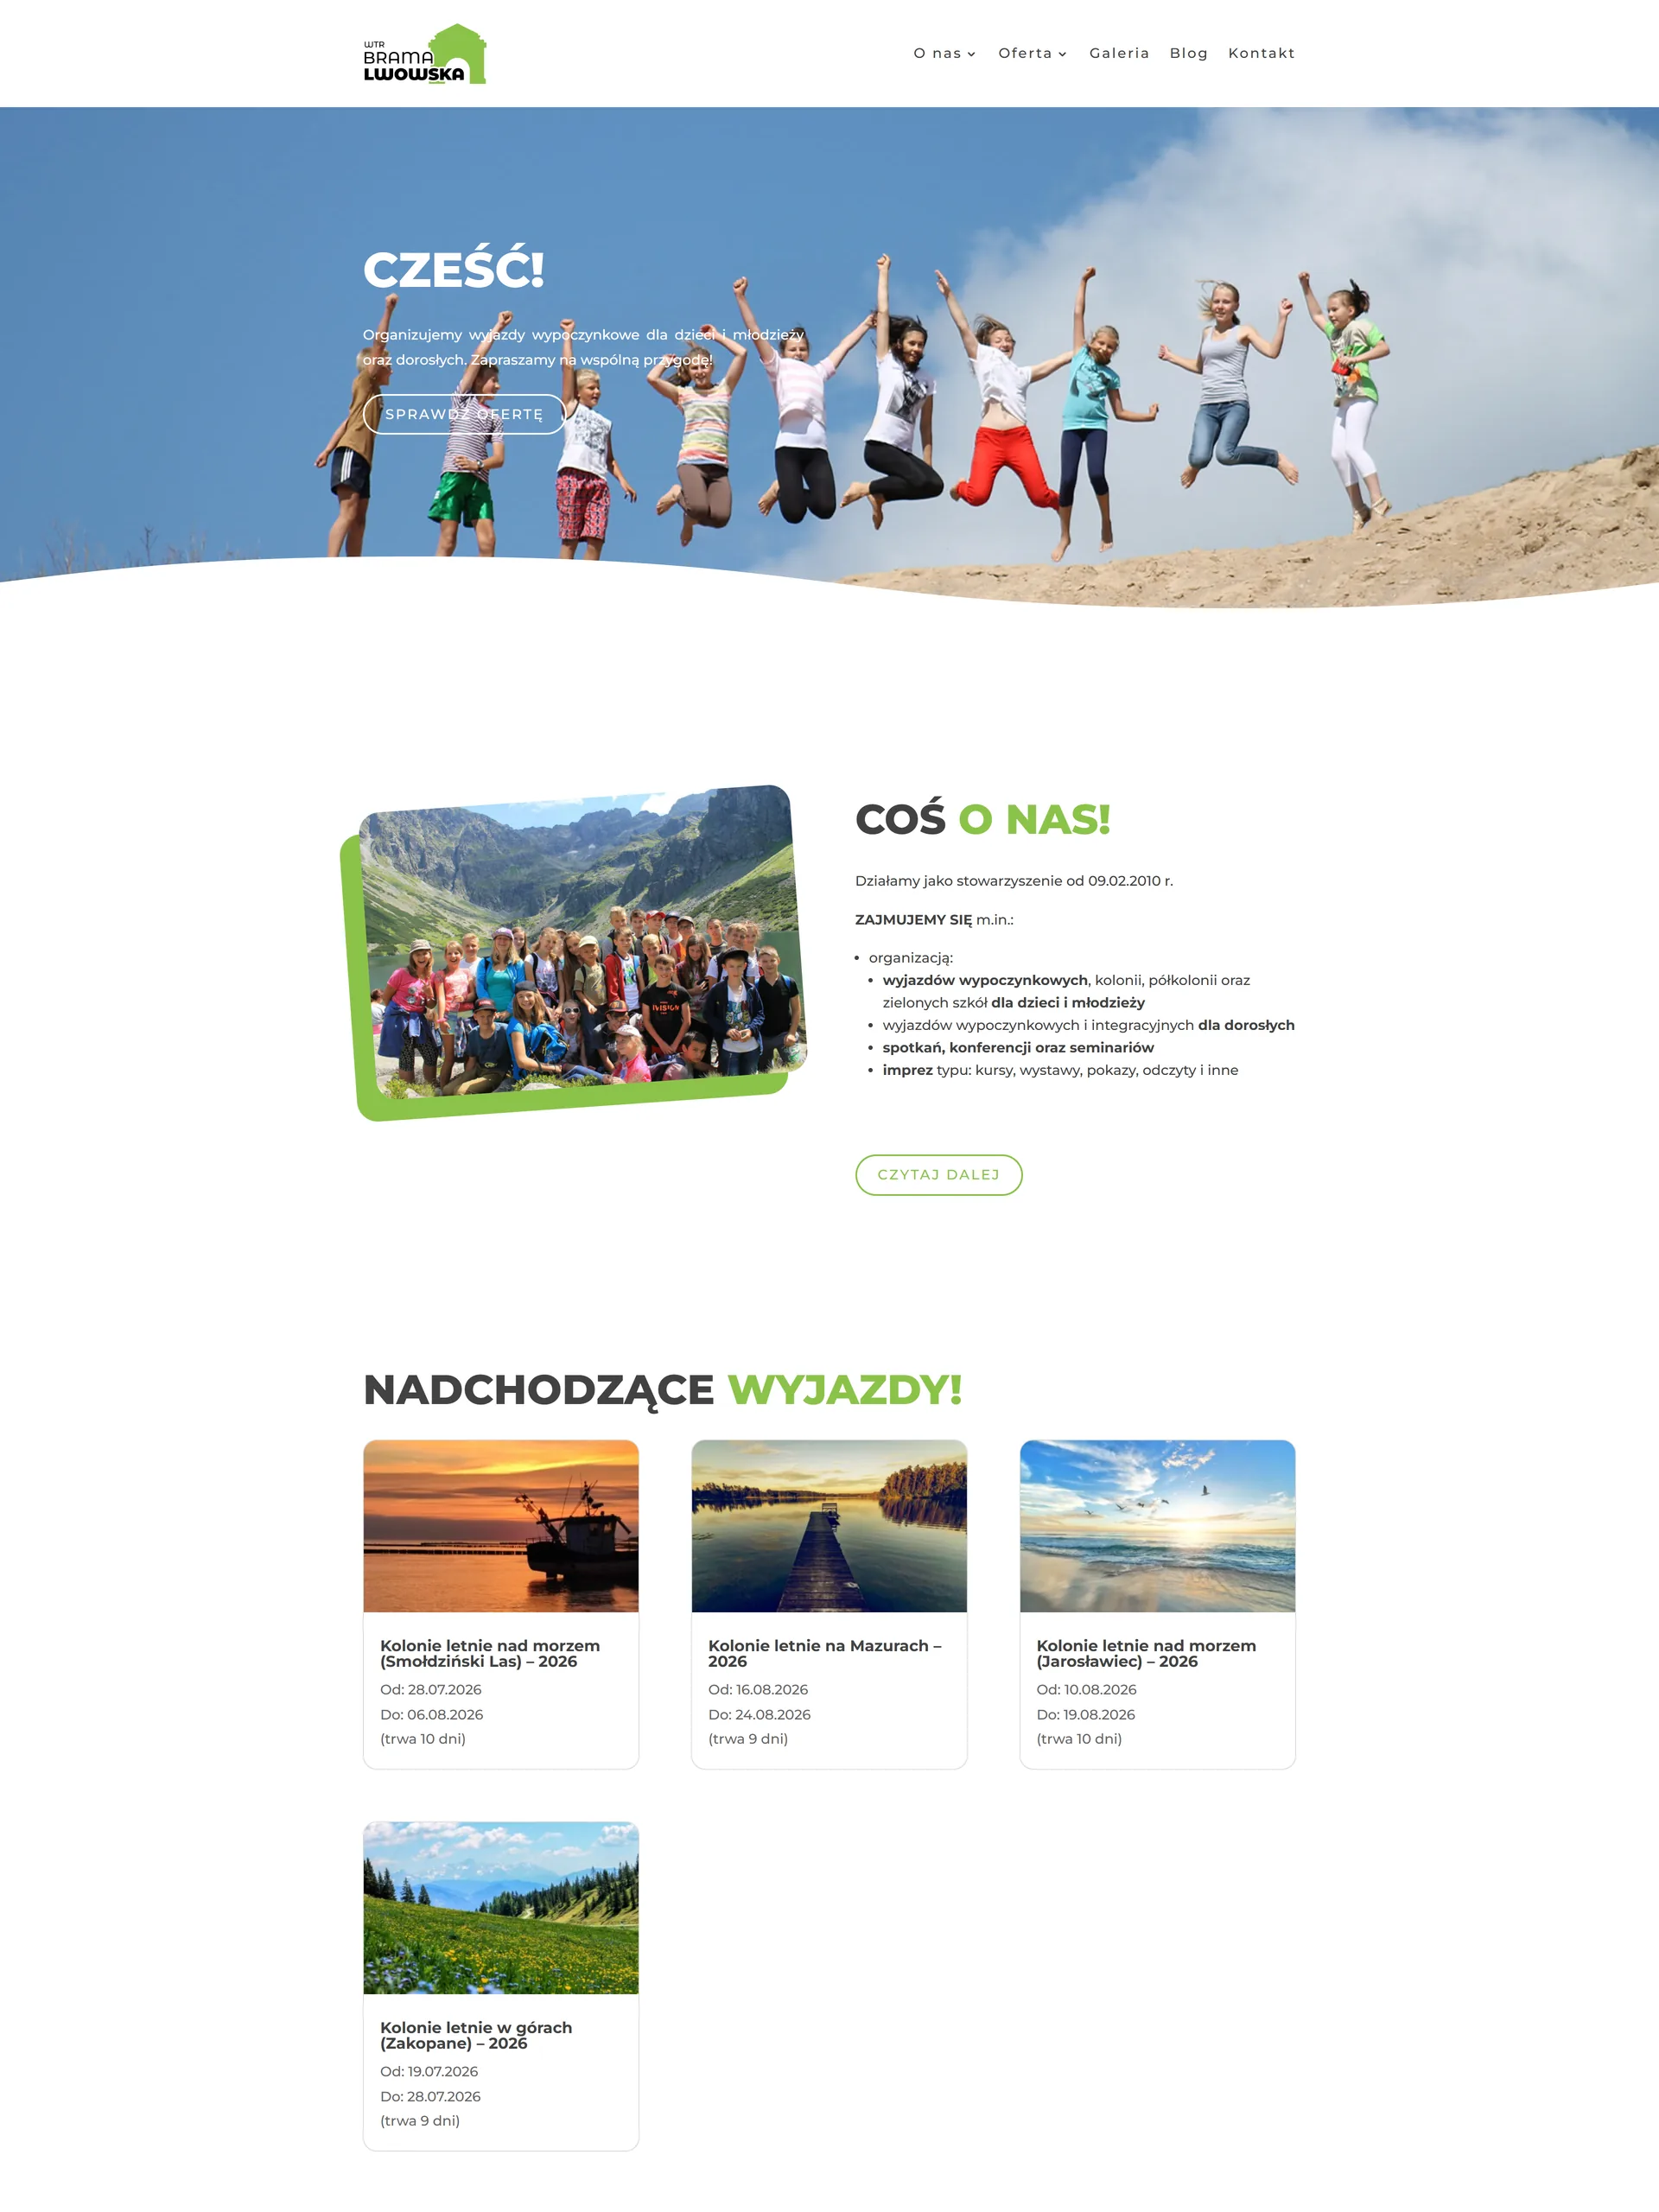 WTR
BRAMA
LWOWSKA
O nas
Oferta
Galeria
Blog
Kontakt
CZEŚĆ!
Organizujemy wyjazdy wypoczynkowe dla dzieci i młodzieży
oraz dorosłych. Zapraszamy na wspólną przygodę!
SPRAWDŹ OFERTĘ
COŚ O NAS!
Działamy jako stowarzyszenie od 09.02.2010 r.
ZAJMUJEMY SIĘ m.in.:
• organizacją:
• wyjazdów wypoczynkowych, kolonii, półkolonii oraz
zielonych szkół dla dzieci i młodzieży
• wyjazdów wypoczynkowych i integracyjnych dla dorosłych
• spotkań, konferencji oraz seminariów
• imprez typu: kursy, wystawy, pokazy, odczyty i inne
CZYTAJ DALEJ
NADCHODZĄCE WYJAZDY!
Kolonie letnie nad morzem
(Smołdziński Las) – 2026
Od: 28.07.2026
Do: 06.08.2026
(trwa 10 dni)
Kolonie letnie na Mazurach –
2026
Od: 16.08.2026
Do: 24.08.2026
(trwa 9 dni)
Kolonie letnie nad morzem
(Jarosławiec) – 2026
Od: 10.08.2026
Do: 19.08.2026
(trwa 10 dni)
Kolonie letnie w górach
(Zakopane) – 2026
Od: 19.07.2026
Do: 28.07.2026
(trwa 9 dni)